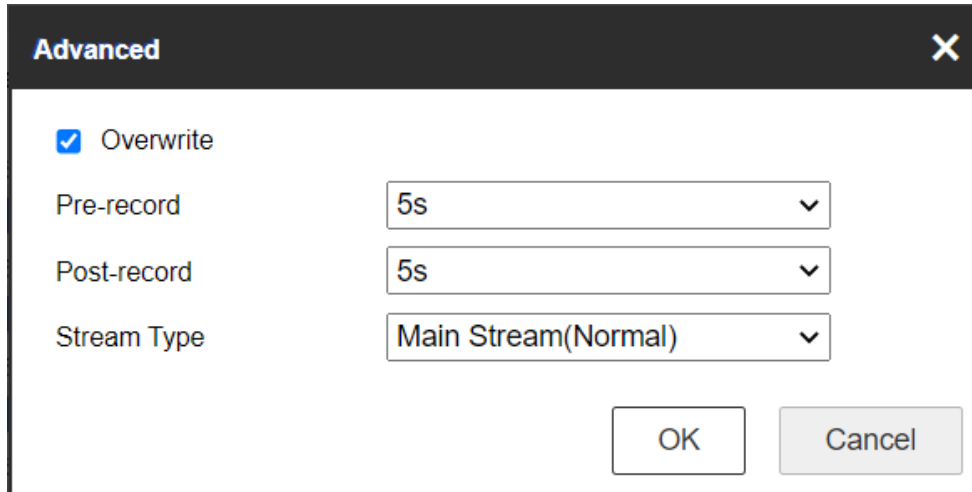 Advanced
Overwrite
Pre-record 5s
Post-record 5s
Stream Type Main Stream(Normal)
OK Cancel